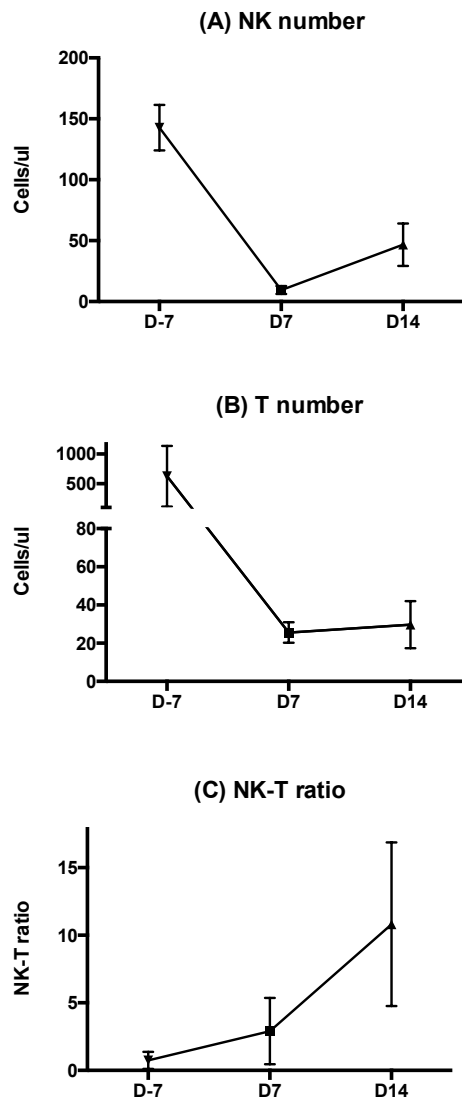 (A) NK number
200
150
100
50
0
Cells/ul
D-7 D7 D14
(B) T number
1000
500
80
60
40
20
0
Cells/ul
D-7 D7 D14
(C) NK-T ratio
15
10
5
0
NK-T ratio
D-7 D7 D14